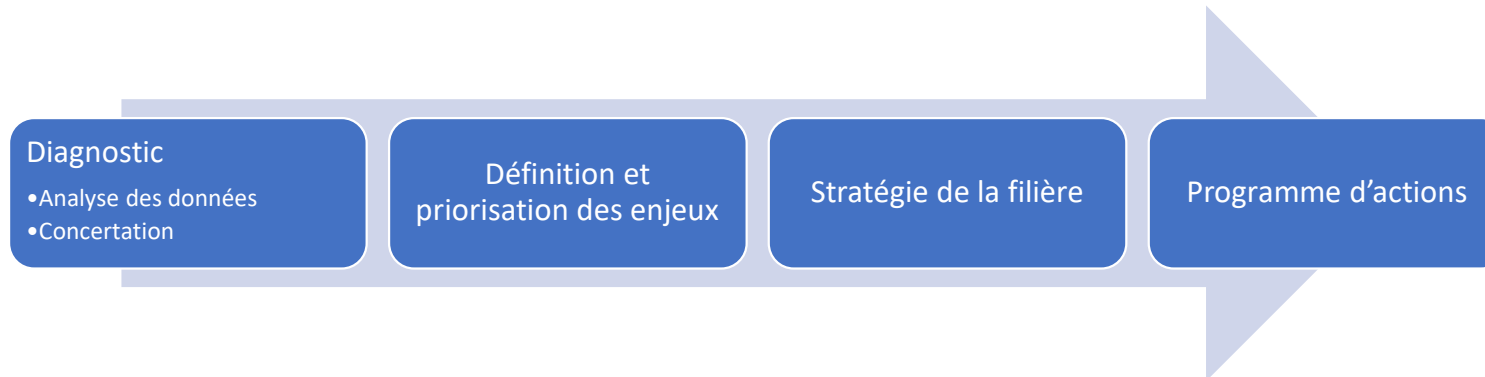 Diagnostic
•Analyse des données
•Concertation
Définition et
priorisation des enjeux
Stratégie de la filière
Programme d’actions